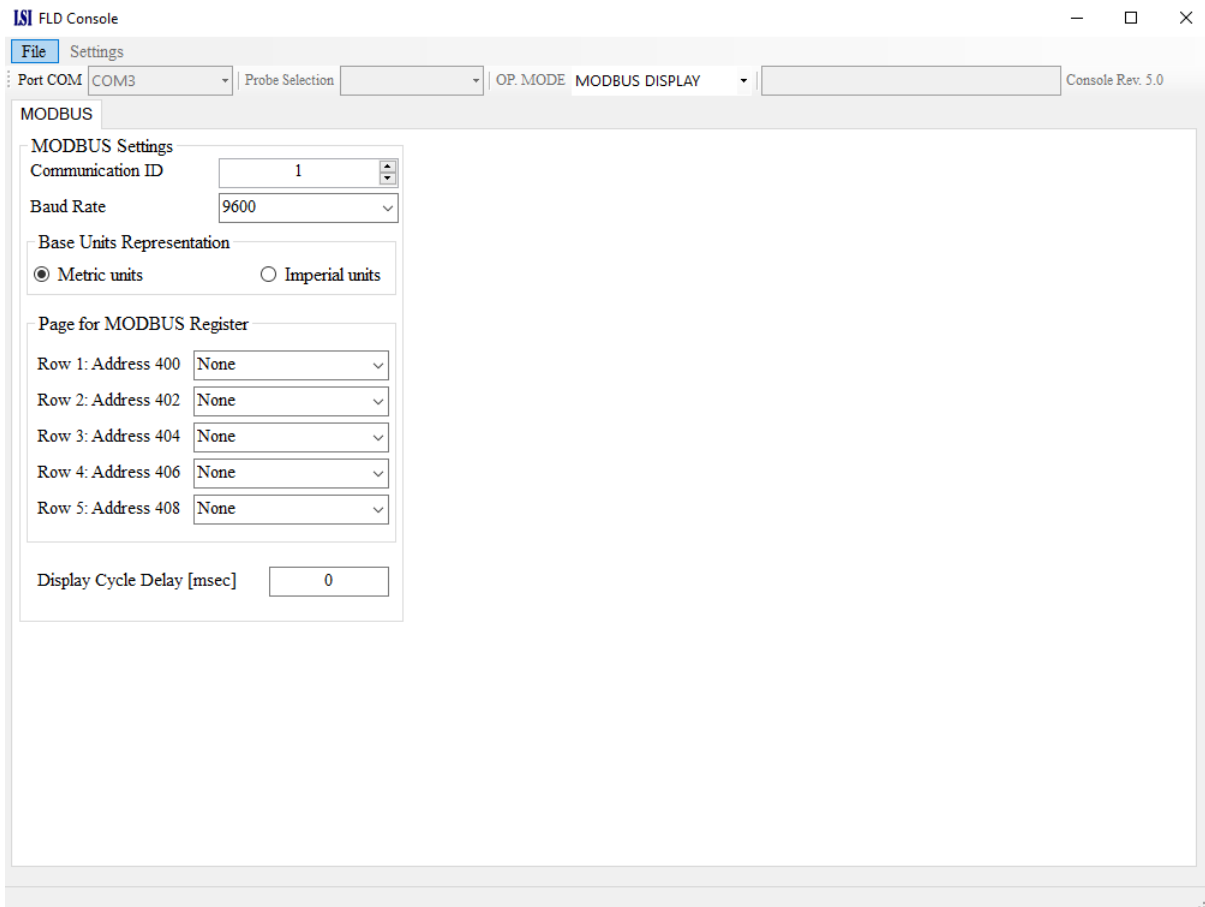 LSI FLD Console
File Settings
Port COM COM3 Probe Selection OP. MODE MODBUS DISPLAY Console Rev. 5.0
MODBUS
MODBUS Settings
Communication ID 1
Baud Rate 9600
Base Units Representation
Metric units Imperial units
Page for MODBUS Register
Row 1: Address 400 None
Row 2: Address 402 None
Row 3: Address 404 None
Row 4: Address 406 None
Row 5: Address 408 None
Display Cycle Delay [msec] 0